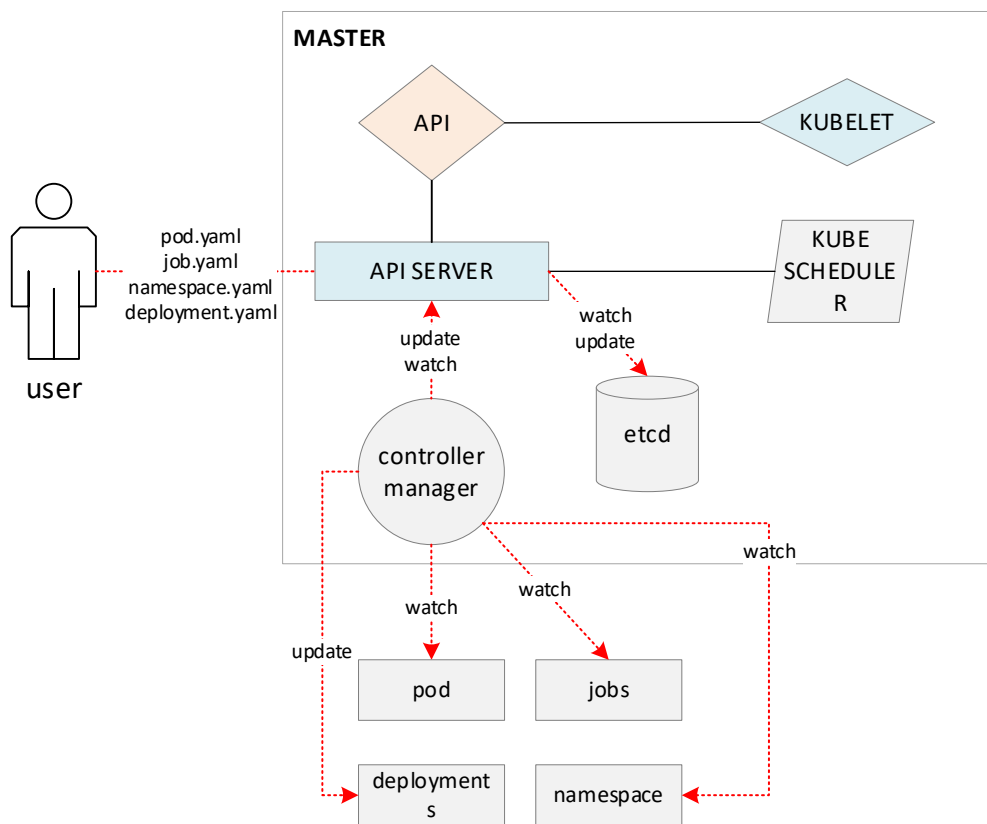 MASTER
API
KUBELET
pod.yaml
job.yaml
namespace.yaml
deployment.yaml
user
API SERVER
KUBE
SCHEDULE
R
update
watch
watch
update
etcd
controller
manager
watch
watch
watch
update
pod
jobs
deployment
s
namespace